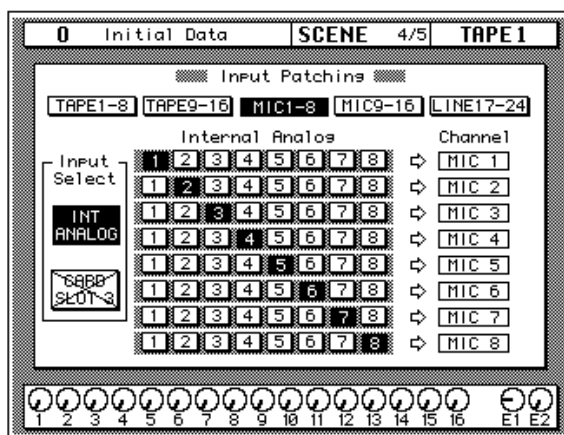 0 Initial Data SCENE 4/5 TAPE1
Input Patching
TAPE1-8 TAPE9-16 MIC1-8 MIC9-16 LINE17-24
Internal Analog Channel
Input Select
INT ANALOG
CARD SLOT 3
1 2 3 4 5 6 7 8 ⇨ MIC 1
1 2 3 4 5 6 7 8 ⇨ MIC 2
1 2 3 4 5 6 7 8 ⇨ MIC 3
1 2 3 4 5 6 7 8 ⇨ MIC 4
1 2 3 4 5 6 7 8 ⇨ MIC 5
1 2 3 4 5 6 7 8 ⇨ MIC 6
1 2 3 4 5 6 7 8 ⇨ MIC 7
1 2 3 4 5 6 7 8 ⇨ MIC 8
1 2 3 4 5 6 7 8 9 10 11 12 13 14 15 16 E1 E2